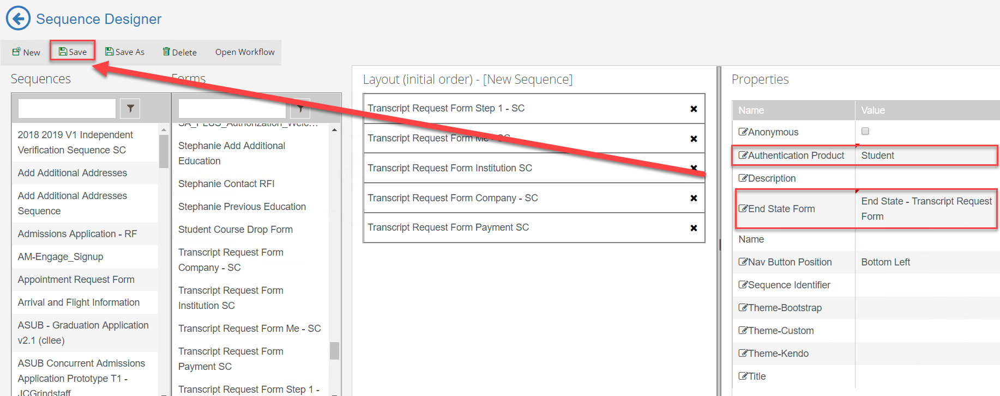 Sequence Designer
New
Save
Save As
Delete
Open Workflow
Sequences
2018 2019 V1 Independent
Verification Sequence SC
Add Additional Addresses
Add Additional Addresses
Sequence
Admissions Application - RF
AM-Engage_Signup
Appointment Request Form
Arrival and Flight Information
ASUB - Graduation Application
v2.1 (cllee)
ASUB Concurrent Admissions
Application Prototype T1 -
JCGrindstaff
Forms
Stephanie Add Additional
Education
Stephanie Contact RFI
Stephanie Previous Education
Student Course Drop Form
Transcript Request Form
Company - SC
Transcript Request Form
Institution SC
Transcript Request Form Me - SC
Transcript Request Form
Payment SC
Transcript Request Form Step 1 -
Layout (initial order) - [New Sequence]
Transcript Request Form Step 1 - SC
Transcript Request Form Me - SC
Transcript Request Form Institution SC
Transcript Request Form Company - SC
Transcript Request Form Payment SC
Properties
Name Value
Anonymous
Authentication Product Student
Description
End State Form End State - Transcript Request
Form
Name
Nav Button Position Bottom Left
Sequence Identifier
Theme-Bootstrap
Theme-Custom
Theme-Kendo
Title